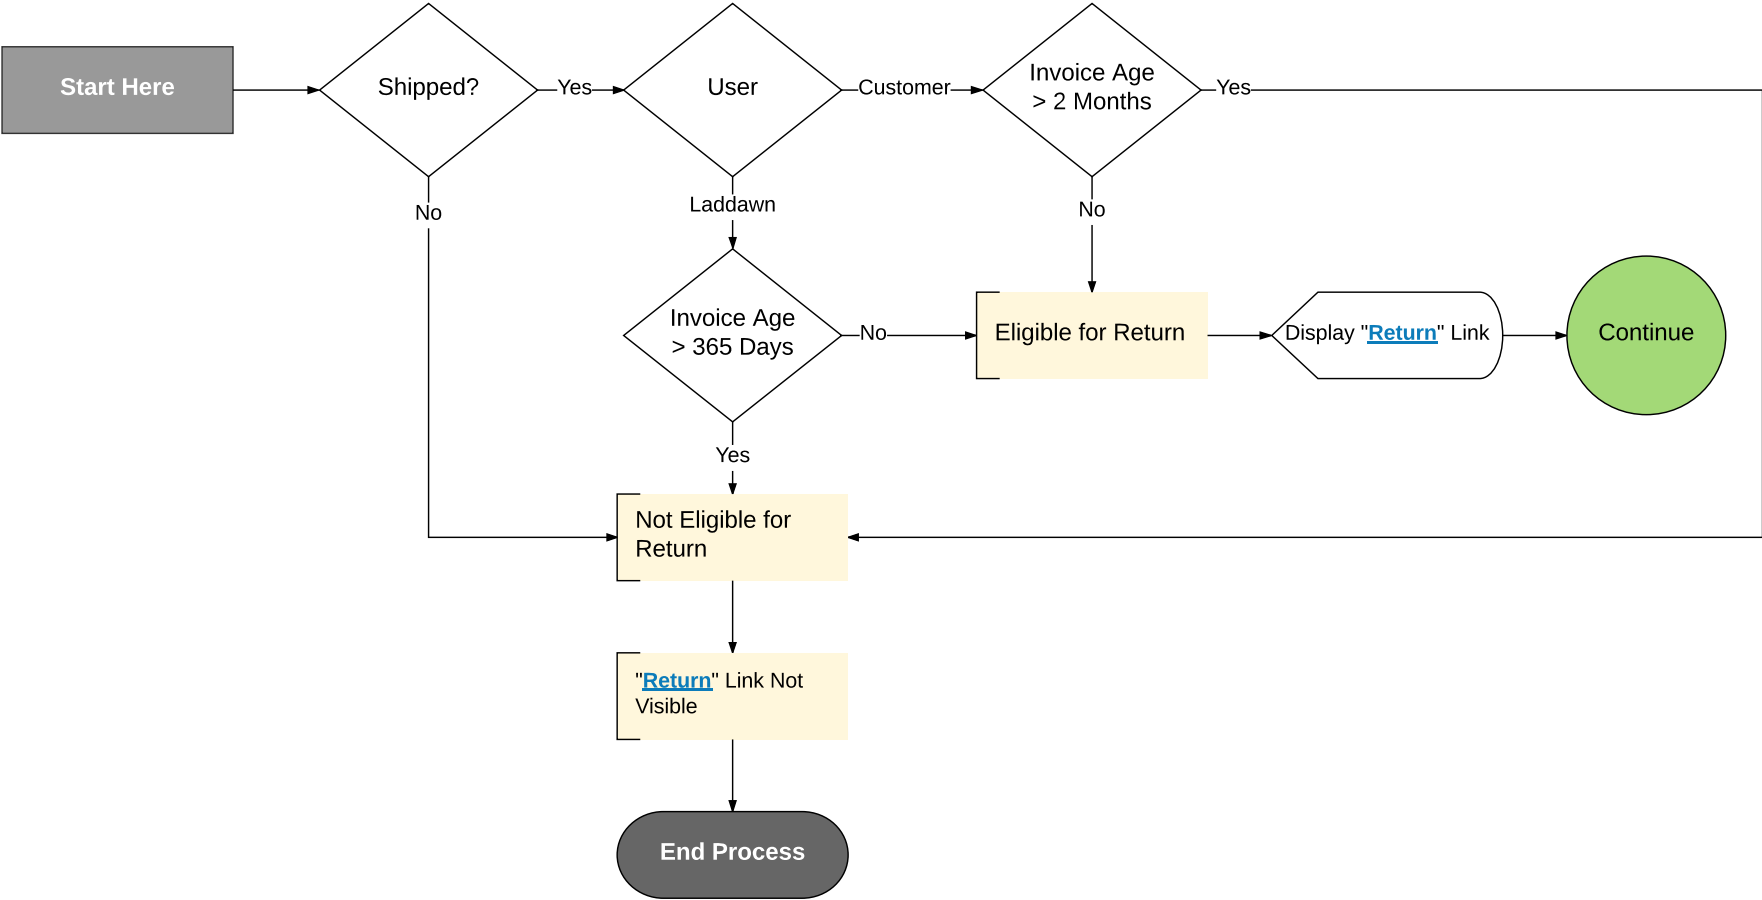 Start Here
Shipped?
Yes
User
Customer
Invoice Age
> 2 Months
Yes
No
Laddawn
No
Invoice Age
> 365 Days
No
Eligible for Return
Display "Return" Link
Continue
Yes
Not Eligible for
Return
"Return" Link Not
Visible
End Process